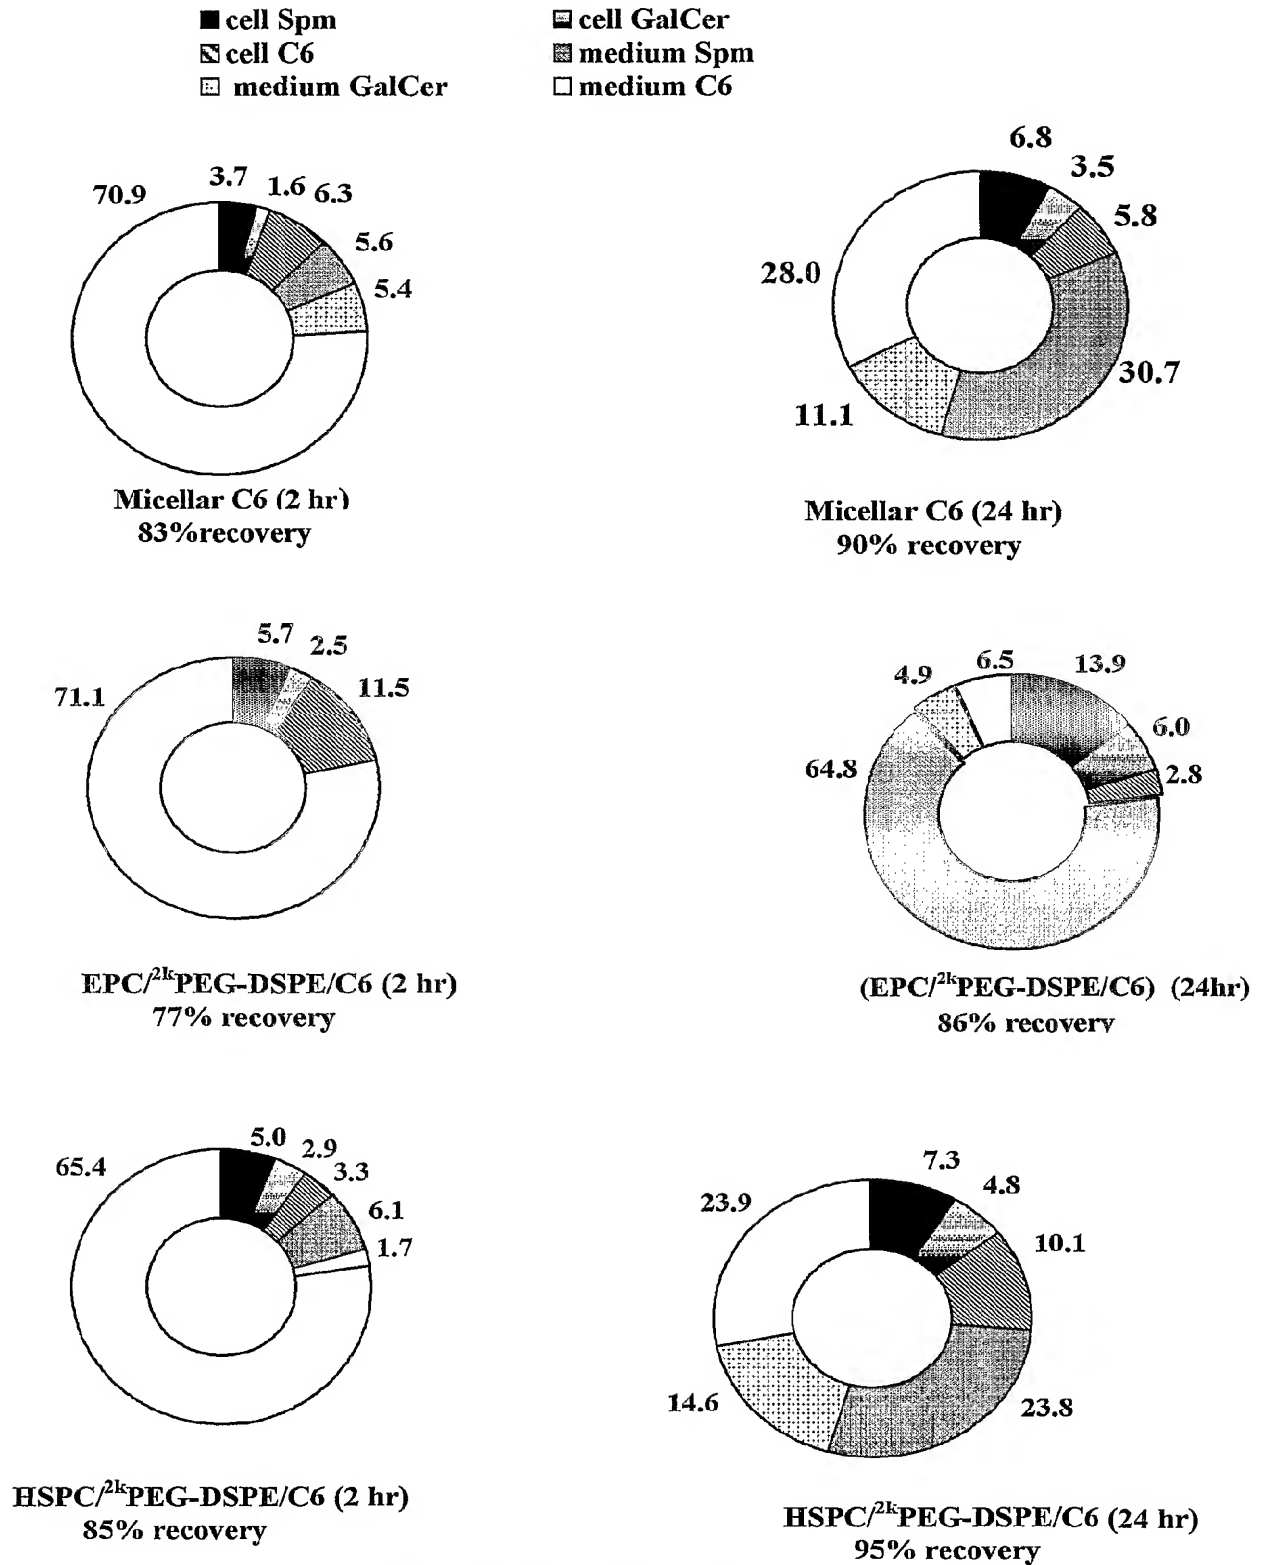 cell Spm cell GalCer
cell C6 medium Spm
medium GalCer medium C6
70.9 3.7 1.6 6.3
5.6
5.4
Micellar C6 (2 hr)
83%recovery
6.8
3.5
5.8
28.0
30.7
11.1
Micellar C6 (24 hr)
90% recovery
5.7 2.5
71.1 11.5
EPC/²ᵏPEG-DSPE/C6 (2 hr)
77% recovery
4.9 6.5 13.9
6.0
64.8 2.8
(EPC/²ᵏPEG-DSPE/C6) (24hr)
86% recovery
5.0 2.9
65.4 3.3
6.1
1.7
HSPC/²ᵏPEG-DSPE/C6 (2 hr)
85% recovery
7.3
23.9 4.8
10.1
14.6 23.8
HSPC/²ᵏPEG-DSPE/C6 (24 hr)
95% recovery